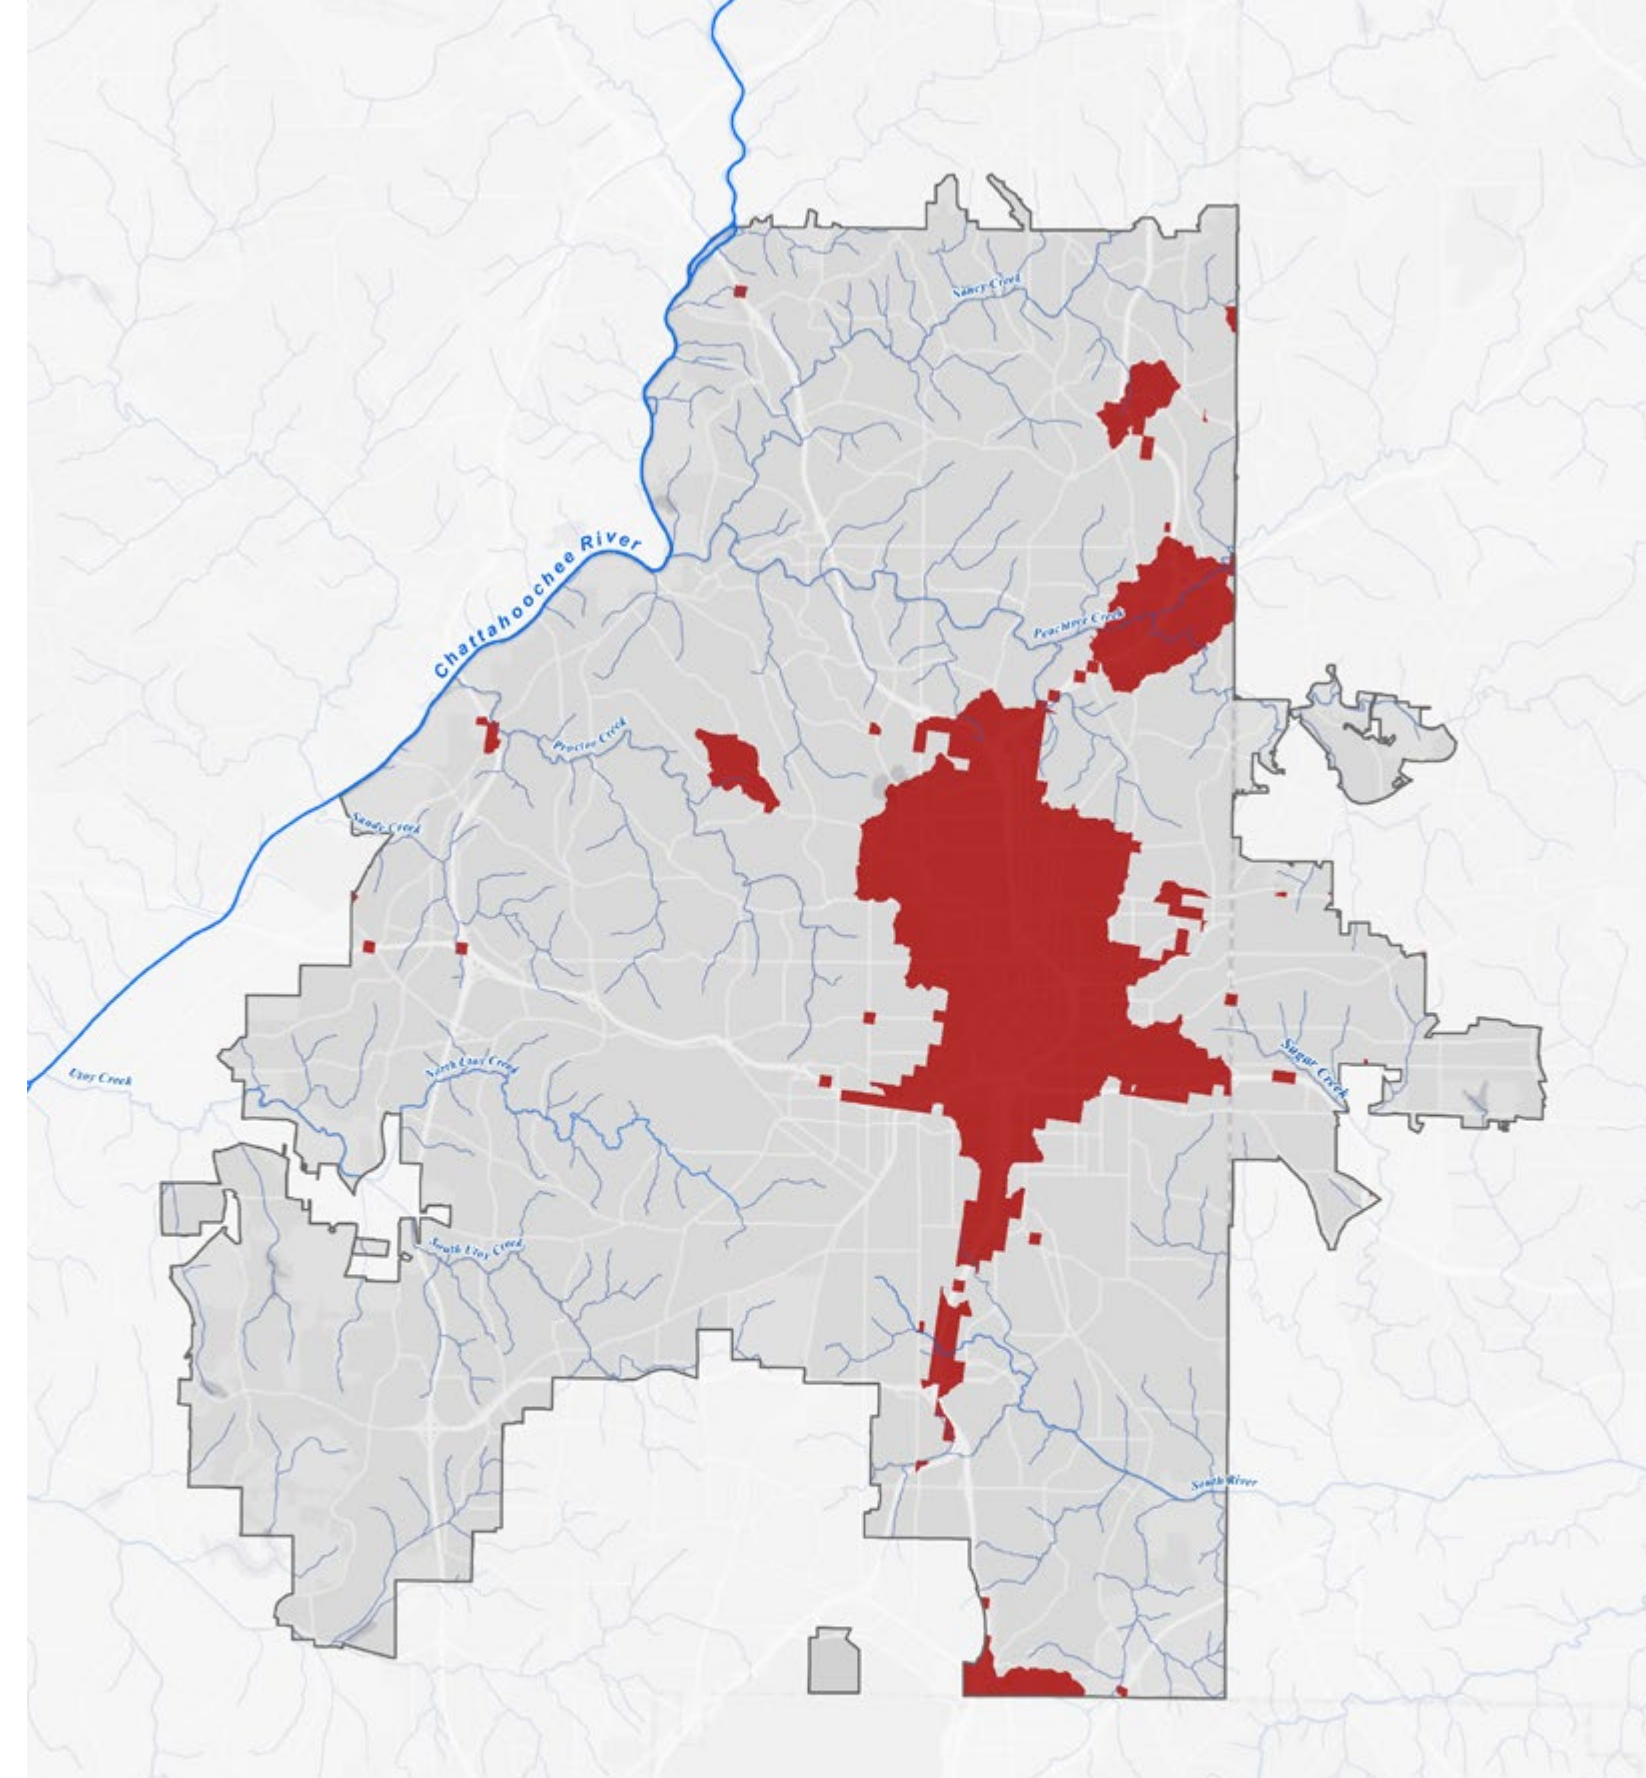 Nancy Creek
Chattahoochee River
Peachtree Creek
Proctor Creek
Sandy Creek
Sugar Creek
North Utoy Creek
Utoy Creek
South Utoy Creek
South River